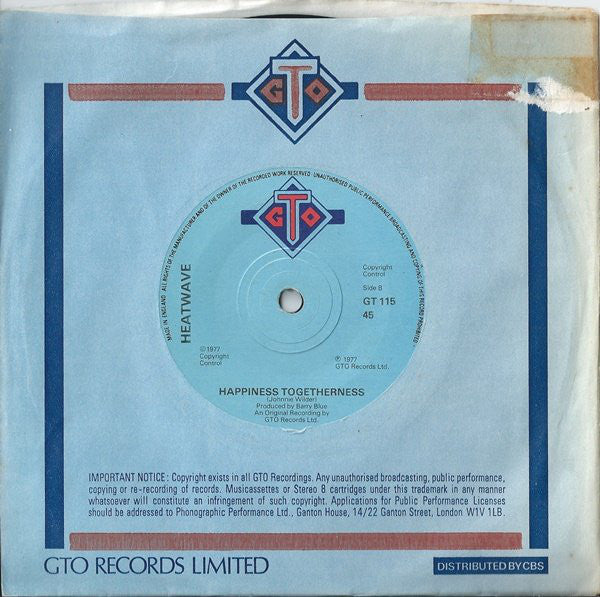 GTO
MADE IN ENGLAND · ALL RIGHTS OF THE MANUFACTURER AND OF THE OWNER OF THE RECORDED WORK RESERVED · UNAUTHORISED PUBLIC PERFORMANCE BROADCASTING AND COPYING OF THIS RECORD PROHIBITED
GTO
HEATWAVE
Copyright
Control
Side B
GT 115
45
©1977
Copyright
Control
℗ 1977
GTO Records Ltd.
HAPPINESS TOGETHERNESS
(Johnnie Wilder)
Produced by Barry Blue
An Original Recording by
GTO Records Ltd.
IMPORTANT NOTICE: Copyright exists in all GTO Recordings. Any unauthorised broadcasting, public performance,
copying or re-recording of records. Musicassettes or Stereo 8 cartridges under this trademark in any manner
whatsoever will constitute an infringement of such copyright. Applications for Public Performance Licenses
should be addressed to Phonographic Performance Ltd., Ganton House, 14/22 Ganton Street, London W1V 1LB.
GTO RECORDS LIMITED
DISTRIBUTED BY CBS